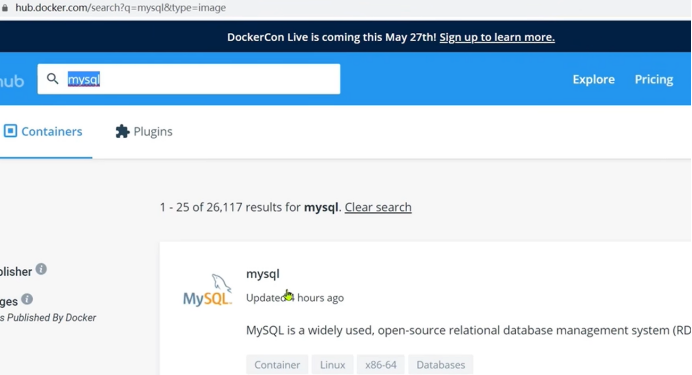 hub.docker.com/search?q=mysql&type=image
DockerCon Live is coming this May 27th! Sign up to learn more.
hub
mysql
Explore
Pricing
Containers
Plugins
1 - 25 of 26,117 results for mysql. Clear search
blisher
ges
s Published By Docker
MySQL.
mysql
Updated hours ago
MySQL is a widely used, open-source relational database management system (RD
Container
Linux
x86-64
Databases